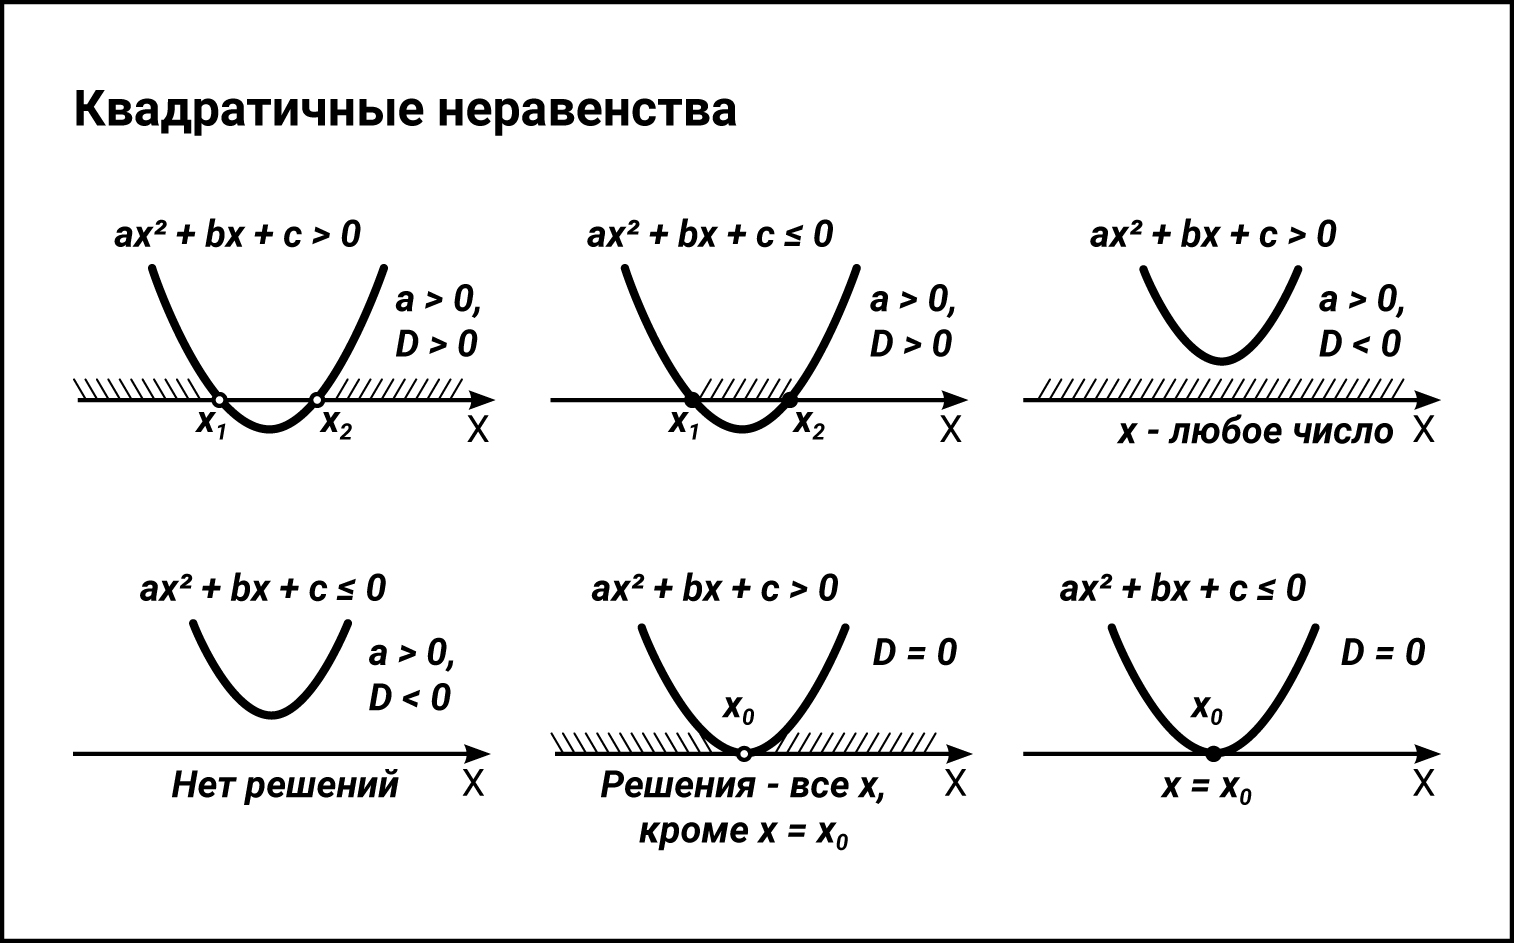 Квадратичные неравенства
ax² + bx + c > 0
a > 0,
D > 0
x₁
x₂
X
ax² + bx + c ≤ 0
a > 0,
D > 0
x₁
x₂
X
ax² + bx + c > 0
a > 0,
D < 0
x - любое число
X
ax² + bx + c ≤ 0
a > 0,
D < 0
Нет решений
X
ax² + bx + c > 0
D = 0
x₀
Решения - все x,
кроме x = x₀
X
ax² + bx + c ≤ 0
D = 0
x₀
x = x₀
X